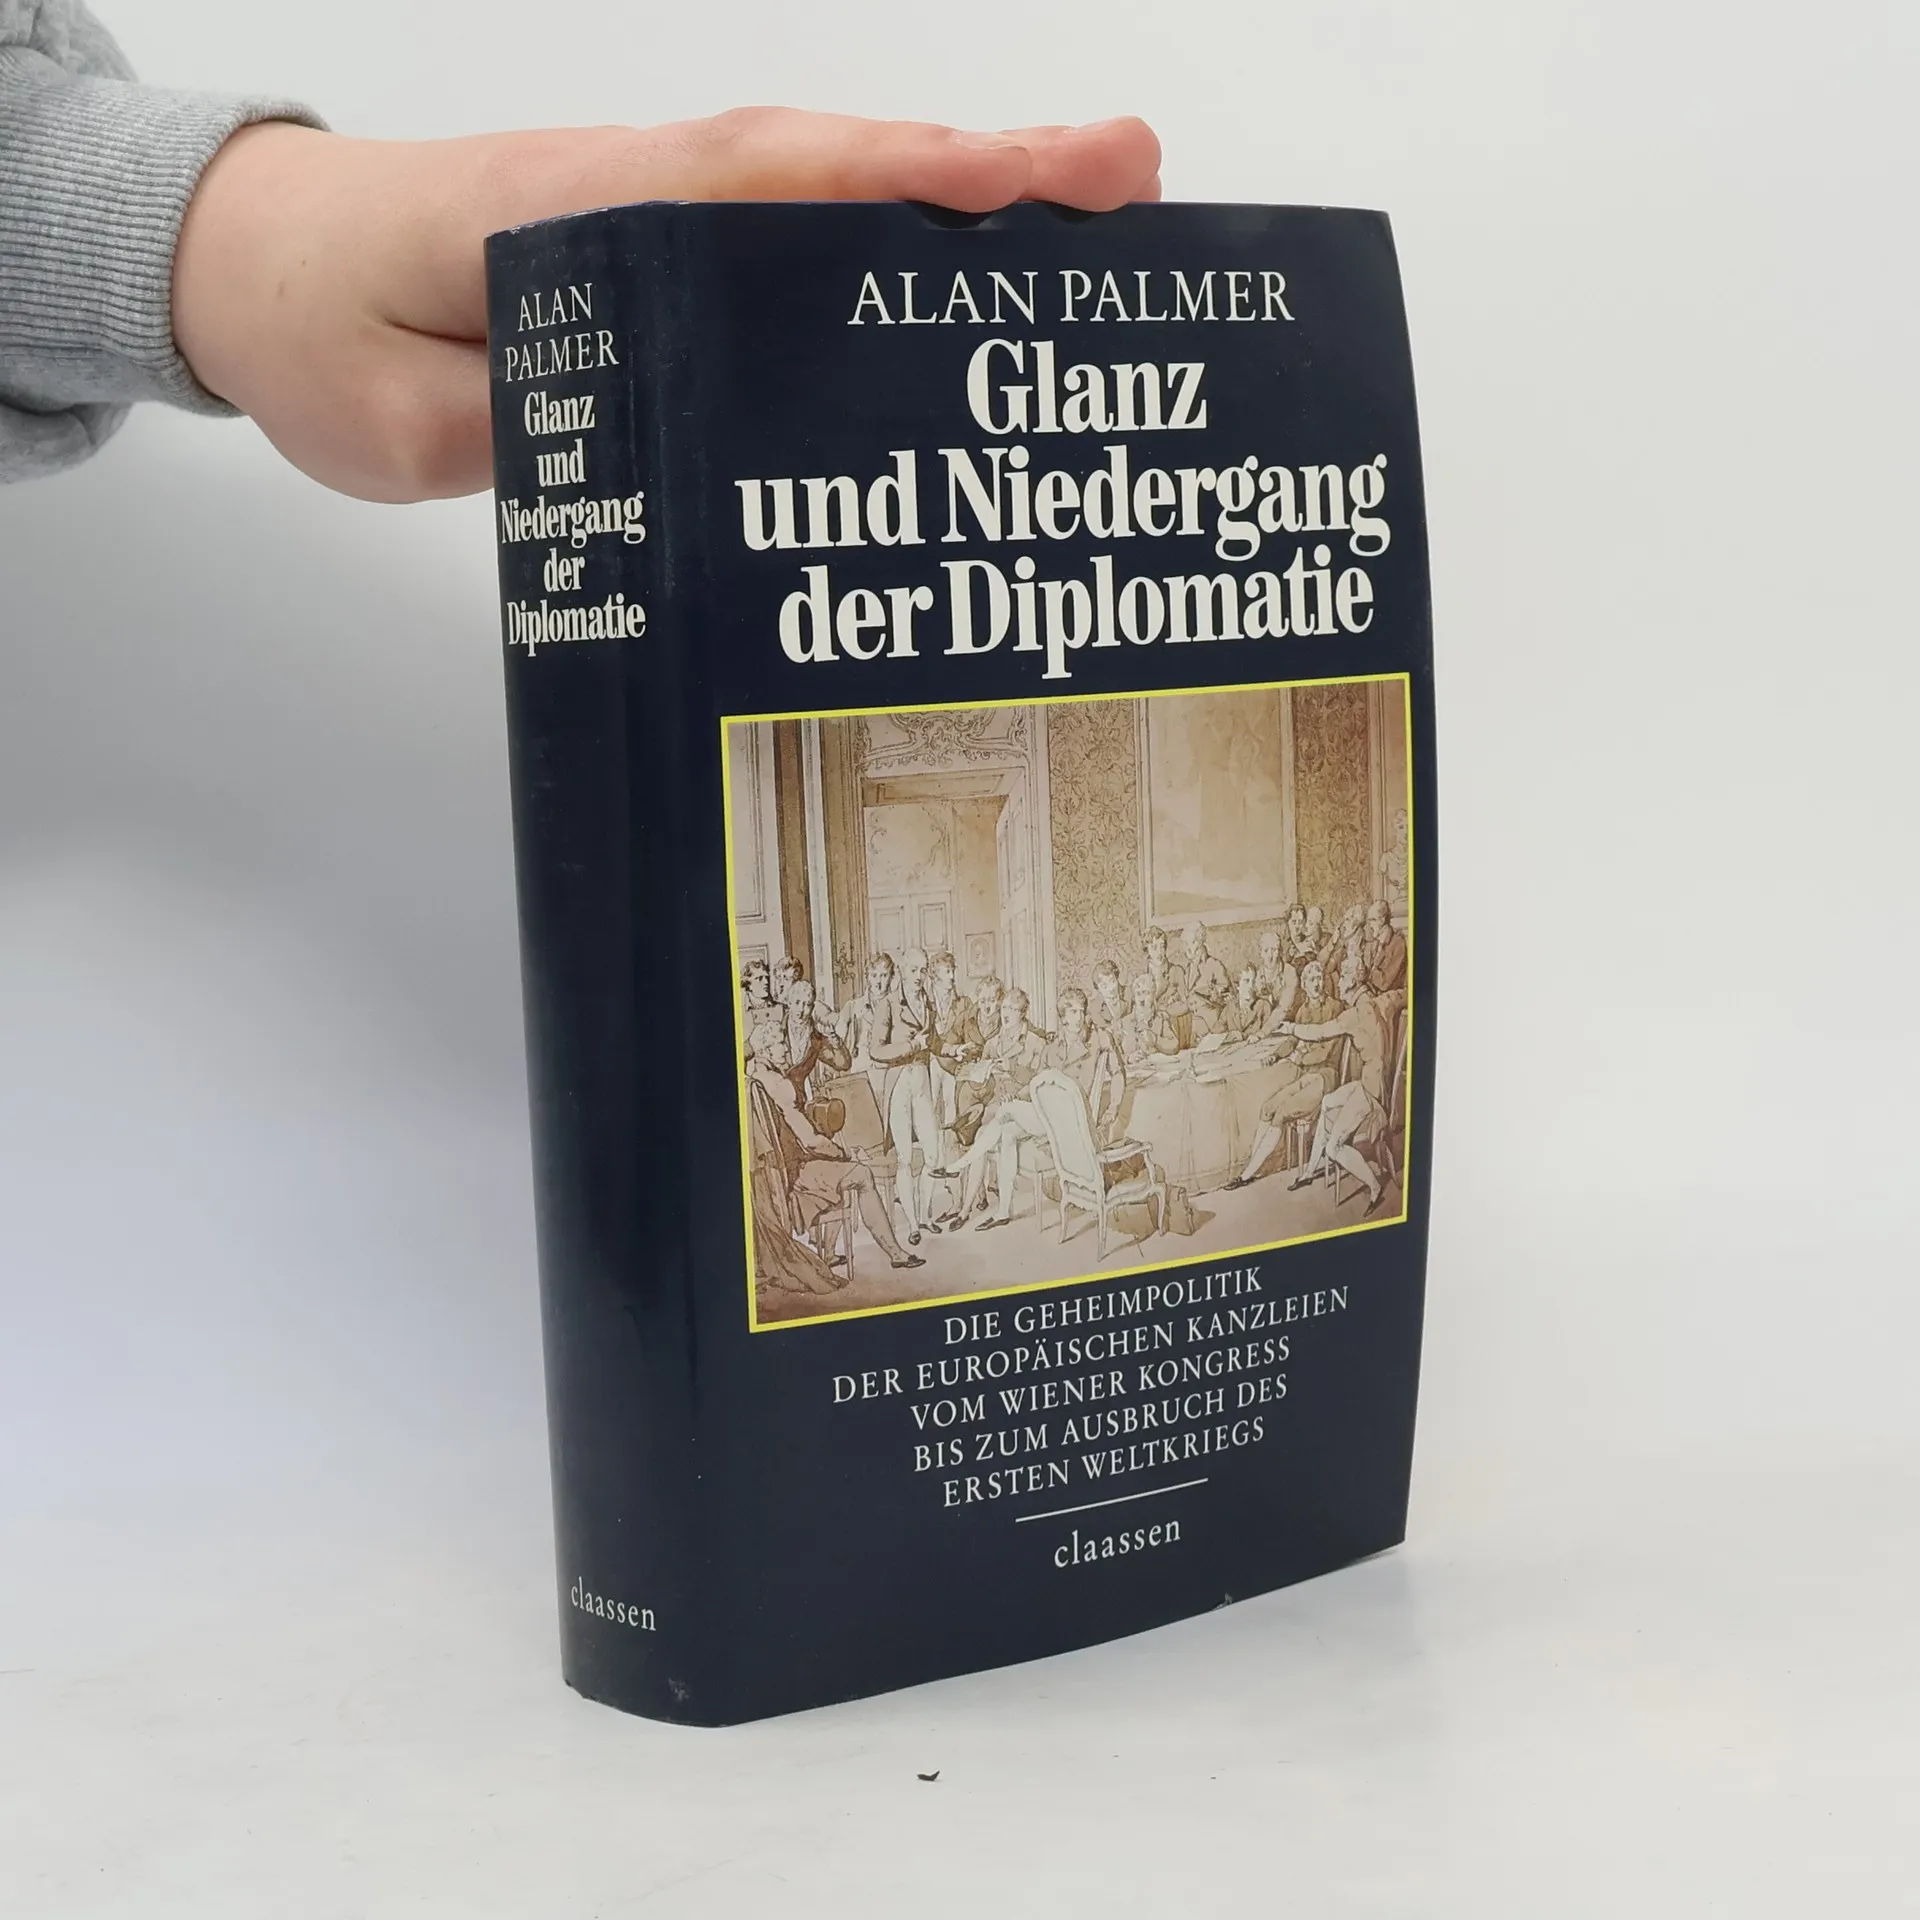 ALAN
PALMER
Glanz
und
Niedergang
der
Diplomatie
claassen
ALAN PALMER
Glanz
und Niedergang
der Diplomatie
DIE GEHEIMPOLITIK
DER EUROPÄISCHEN KANZLEIEN
VOM WIENER KONGRESS
BIS ZUM AUSBRUCH DES
ERSTEN WELTKRIEGS
claassen